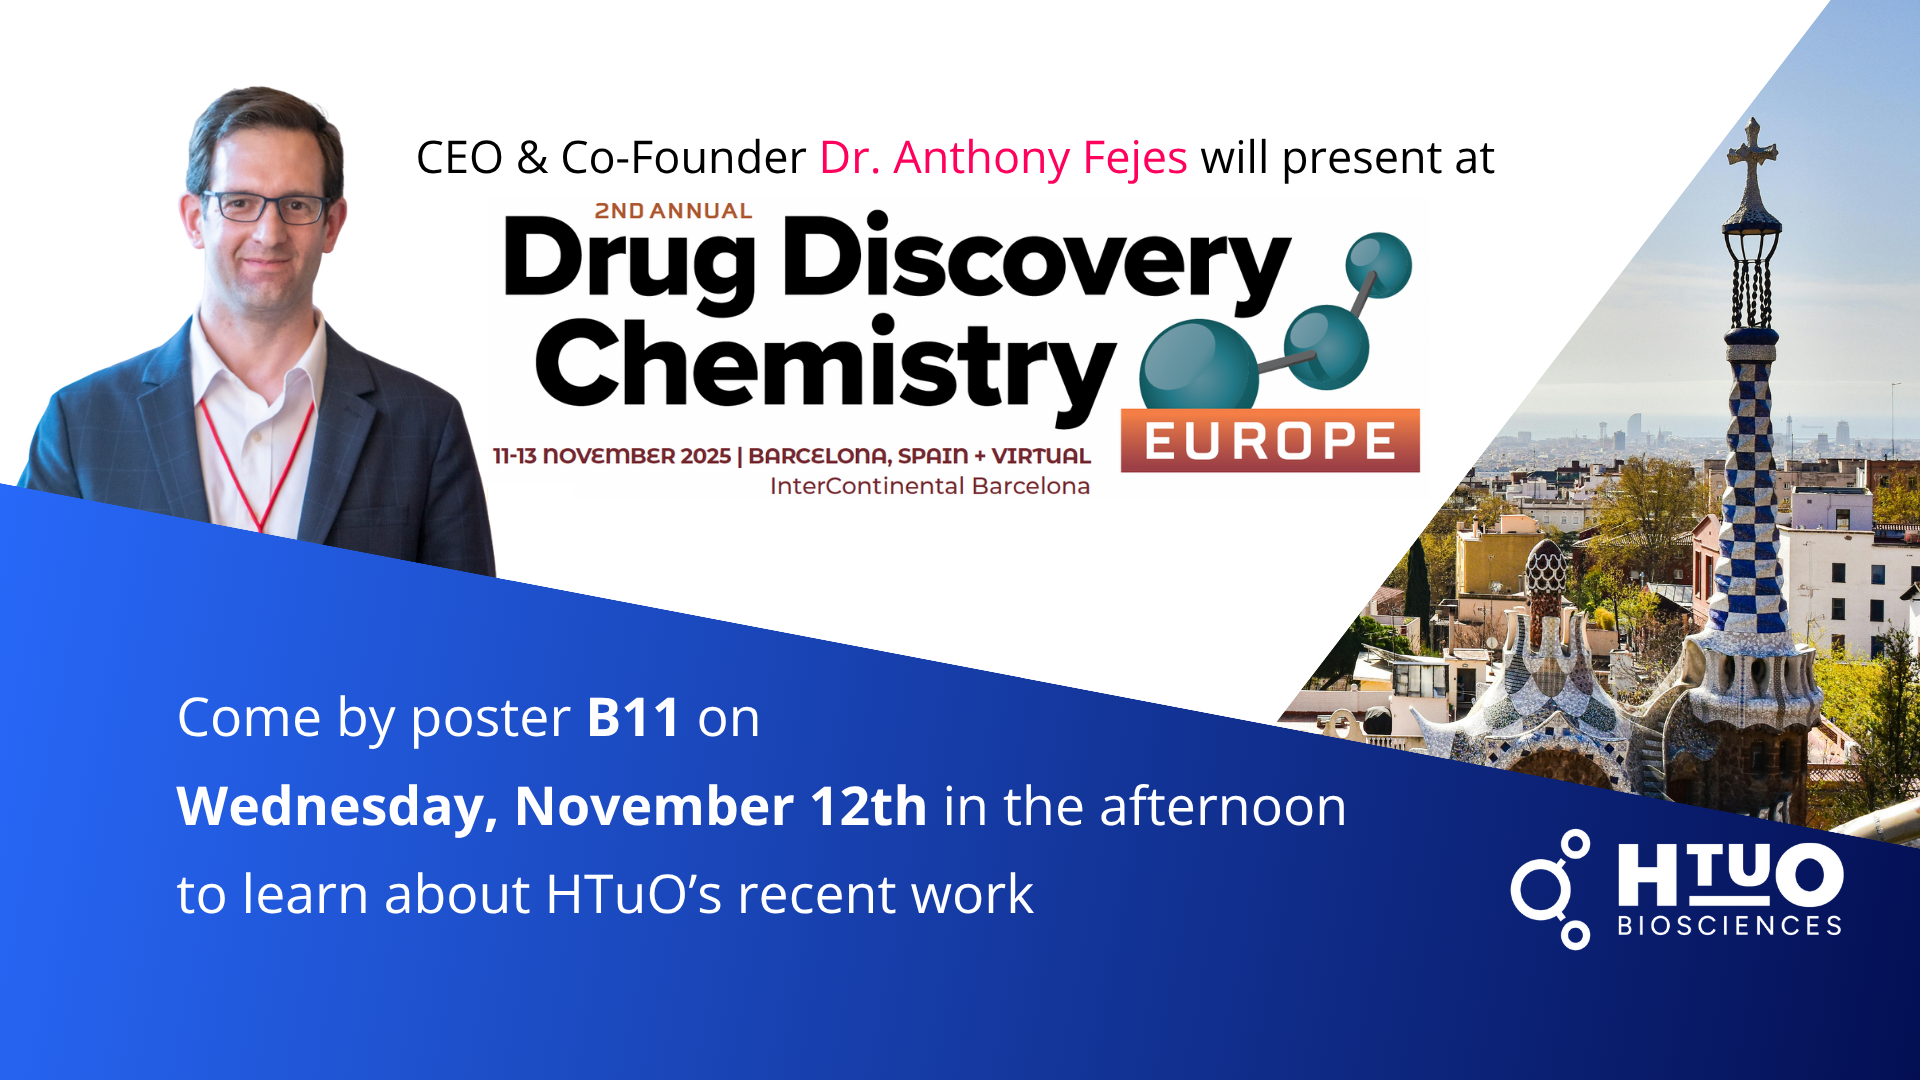 CEO & Co-Founder Dr. Anthony Fejes will present at
2ND ANNUAL
Drug Discovery
Chemistry
EUROPE
11-13 NOVEMBER 2025 | BARCELONA, SPAIN + VIRTUAL
InterContinental Barcelona
Come by poster B11 on
Wednesday, November 12th in the afternoon
to learn about HTuO’s recent work
HTUO
BIOSCIENCES